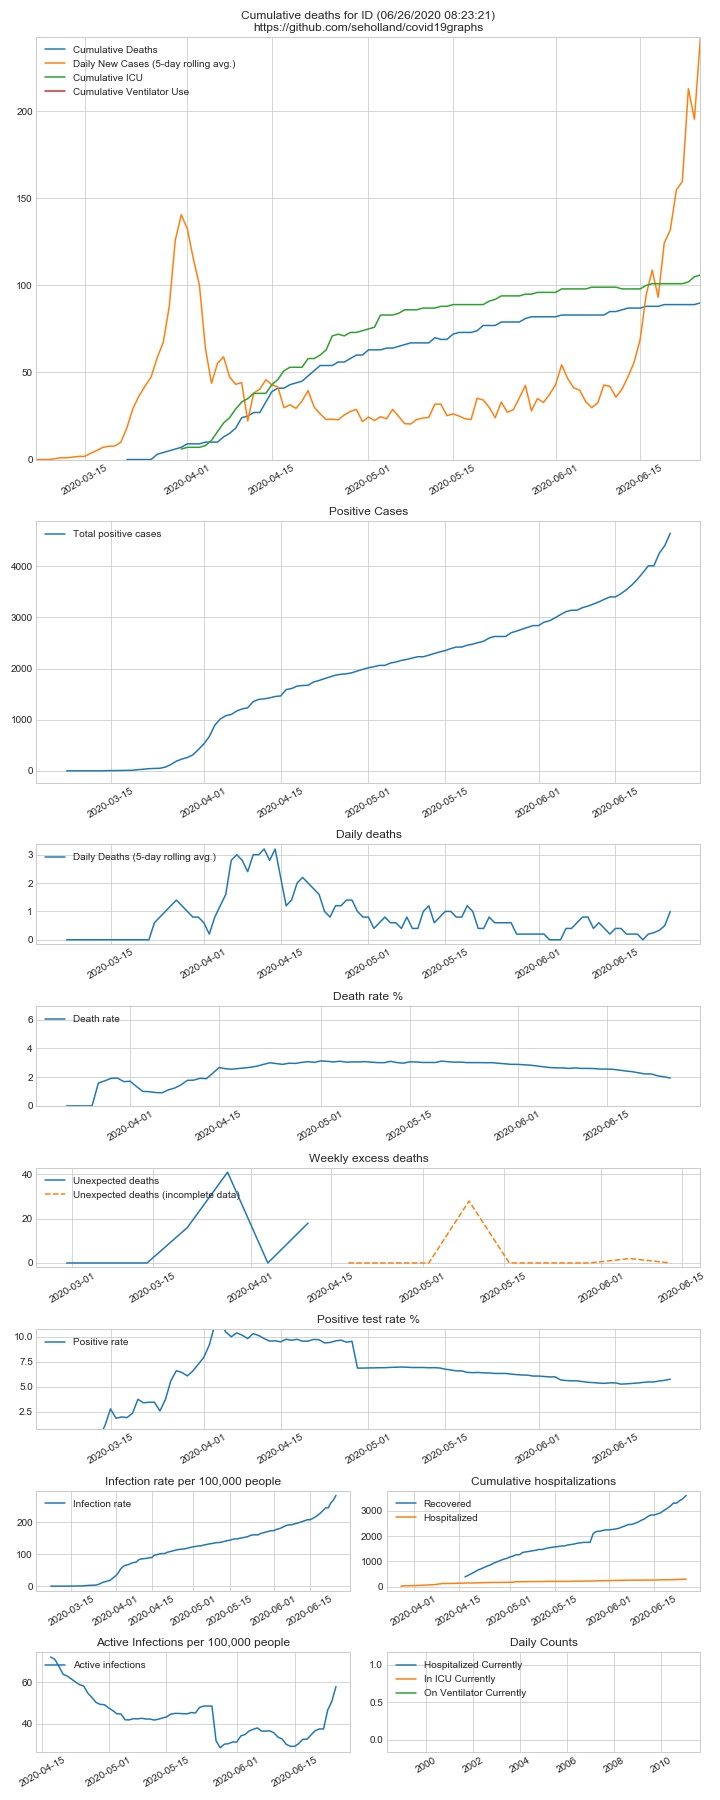 Cumulative deaths for ID (06/26/2020 08:23:21)
https://github.com/seholland/covid19graphs
Cumulative Deaths
Daily New Cases (5-day rolling avg.)
Cumulative ICU
Cumulative Ventilator Use
200
150
100
50
0
2020-03-15 2020-04-01 2020-04-15 2020-05-01 2020-05-15 2020-06-01 2020-06-15
Positive Cases
Total positive cases
4000
3000
2000
1000
0
2020-03-15 2020-04-01 2020-04-15 2020-05-01 2020-05-15 2020-06-01 2020-06-15
Daily deaths
Daily Deaths (5-day rolling avg.)
3
2
1
0
2020-03-15 2020-04-01 2020-04-15 2020-05-01 2020-05-15 2020-06-01 2020-06-15
Death rate %
Death rate
6
4
2
0
2020-04-01 2020-04-15 2020-05-01 2020-05-15 2020-06-01 2020-06-15
Weekly excess deaths
Unexpected deaths
Unexpected deaths (incomplete data)
40
20
0
2020-03-01 2020-03-15 2020-04-01 2020-04-15 2020-05-01 2020-05-15 2020-06-01 2020-06-15
Positive test rate %
Positive rate
10.0
7.5
5.0
2.5
2020-03-15 2020-04-01 2020-04-15 2020-05-01 2020-05-15 2020-06-01 2020-06-15
Infection rate per 100,000 people
Infection rate
200
100
0
2020-03-15 2020-04-01 2020-04-15 2020-05-01 2020-05-15 2020-06-01 2020-06-15
Cumulative hospitalizations
Recovered
Hospitalized
3000
2000
1000
0
2020-04-01 2020-04-15 2020-05-01 2020-05-15 2020-06-01 2020-06-15
Active Infections per 100,000 people
Active infections
60
40
2020-04-15 2020-05-01 2020-05-15 2020-06-01 2020-06-15
Daily Counts
Hospitalized Currently
In ICU Currently
On Ventilator Currently
1.0
0.5
0.0
2000 2002 2004 2006 2008 2010